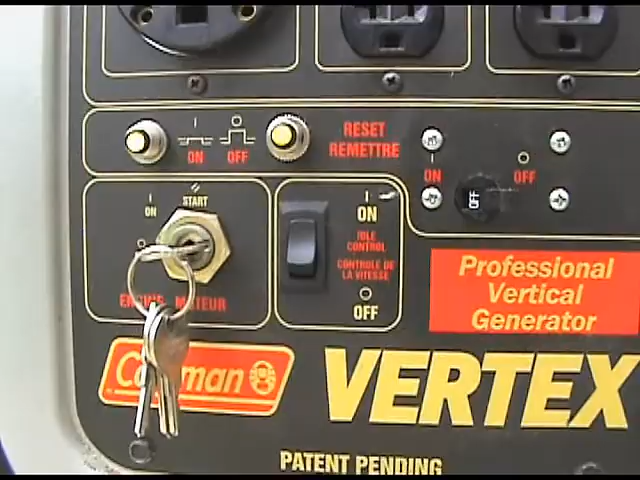 I
ON
O
OFF
RESET
REMETTRE
I
ON
O
OFF
OFF
I
ON
START
O
ENGINE MOTEUR
I
ON
IDLE
CONTROL
CONTROLE DE
LA VITESSE
O
OFF
Professional
Vertical
Generator
Coleman
VERTEX
PATENT PENDING